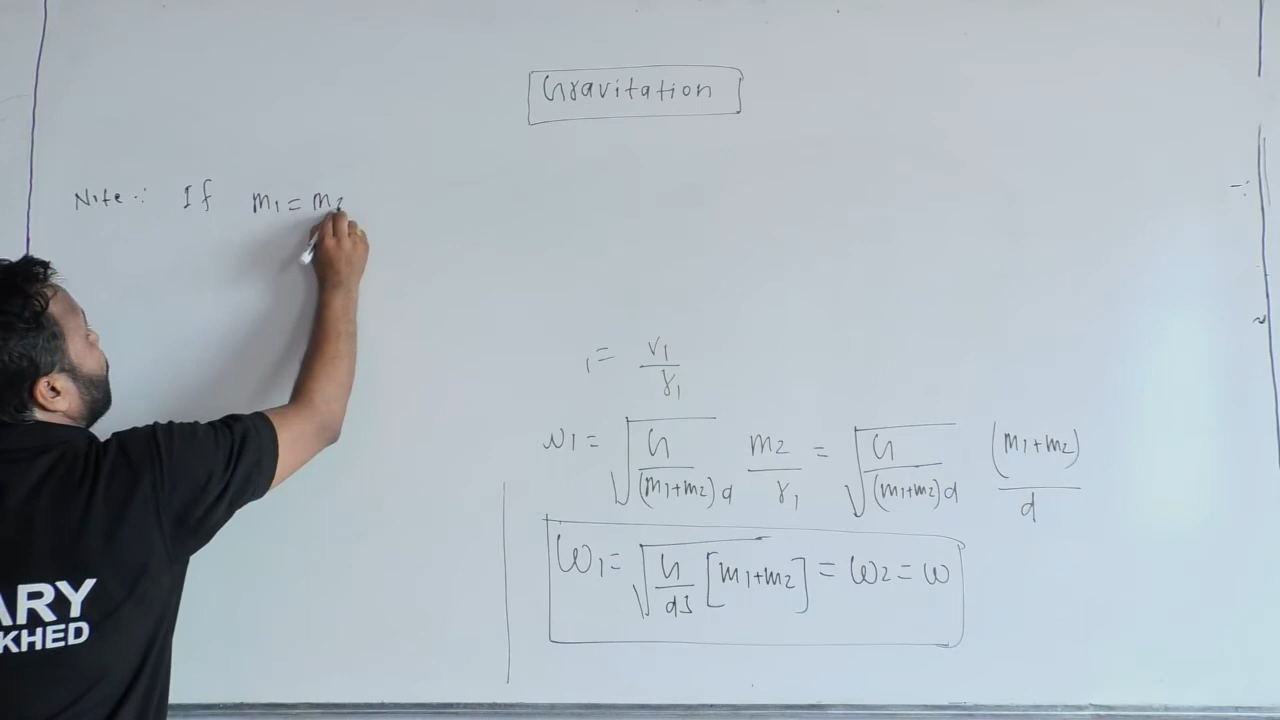 Gravitation
Note :- If m1 = m2
1 = v1/r1
ω1 = √(G/(m1+m2)d) m2/r1 = √(G/(m1+m2)d) (m1+m2)/d
ω1 = √(G/d3 [m1+m2]) = ω2 = ω
ARY
KHED